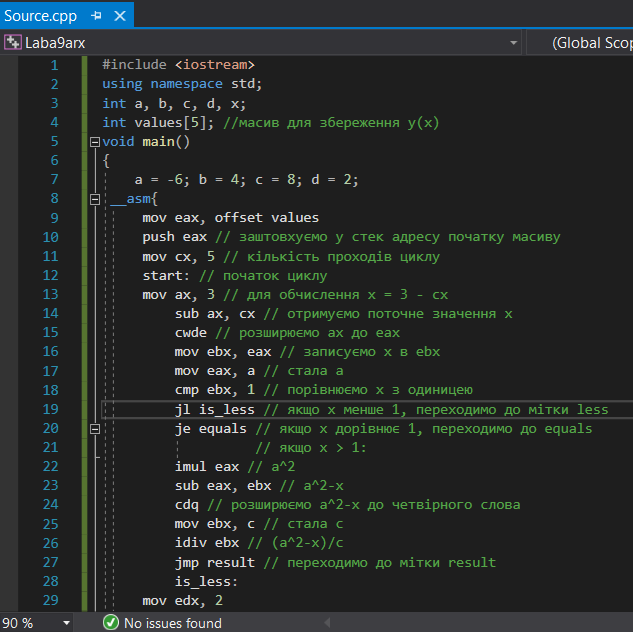 Source.cpp
Laba9arx (Global Scop
1 #include <iostream>
2 using namespace std;
3 int a, b, c, d, x;
4 int values[5]; //масив для збереження y(x)
5 void main()
6 {
7 a = -6; b = 4; c = 8; d = 2;
8 __asm{
9 mov eax, offset values
10 push eax // заштовхуємо у стек адресу початку масиву
11 mov cx, 5 // кількість проходів циклу
12 start: // початок циклу
13 mov ax, 3 // для обчислення x = 3 - cx
14 sub ax, cx // отримуємо поточне значення x
15 cwde // розширюємо ax до eax
16 mov ebx, eax // записуємо x в ebx
17 mov eax, a // стала a
18 cmp ebx, 1 // порівнюємо x з одиницею
19 jl is_less // якщо x менше 1, переходимо до мітки less
20 je equals // якщо x дорівнює 1, переходимо до equals
21 // якщо x > 1:
22 imul eax // a^2
23 sub eax, ebx // a^2-x
24 cdq // розширюємо a^2-x до четвірного слова
25 mov ebx, c // стала c
26 idiv ebx // (a^2-x)/c
27 jmp result // переходимо до мітки result
28 is_less:
29 mov edx, 2
90 % No issues found